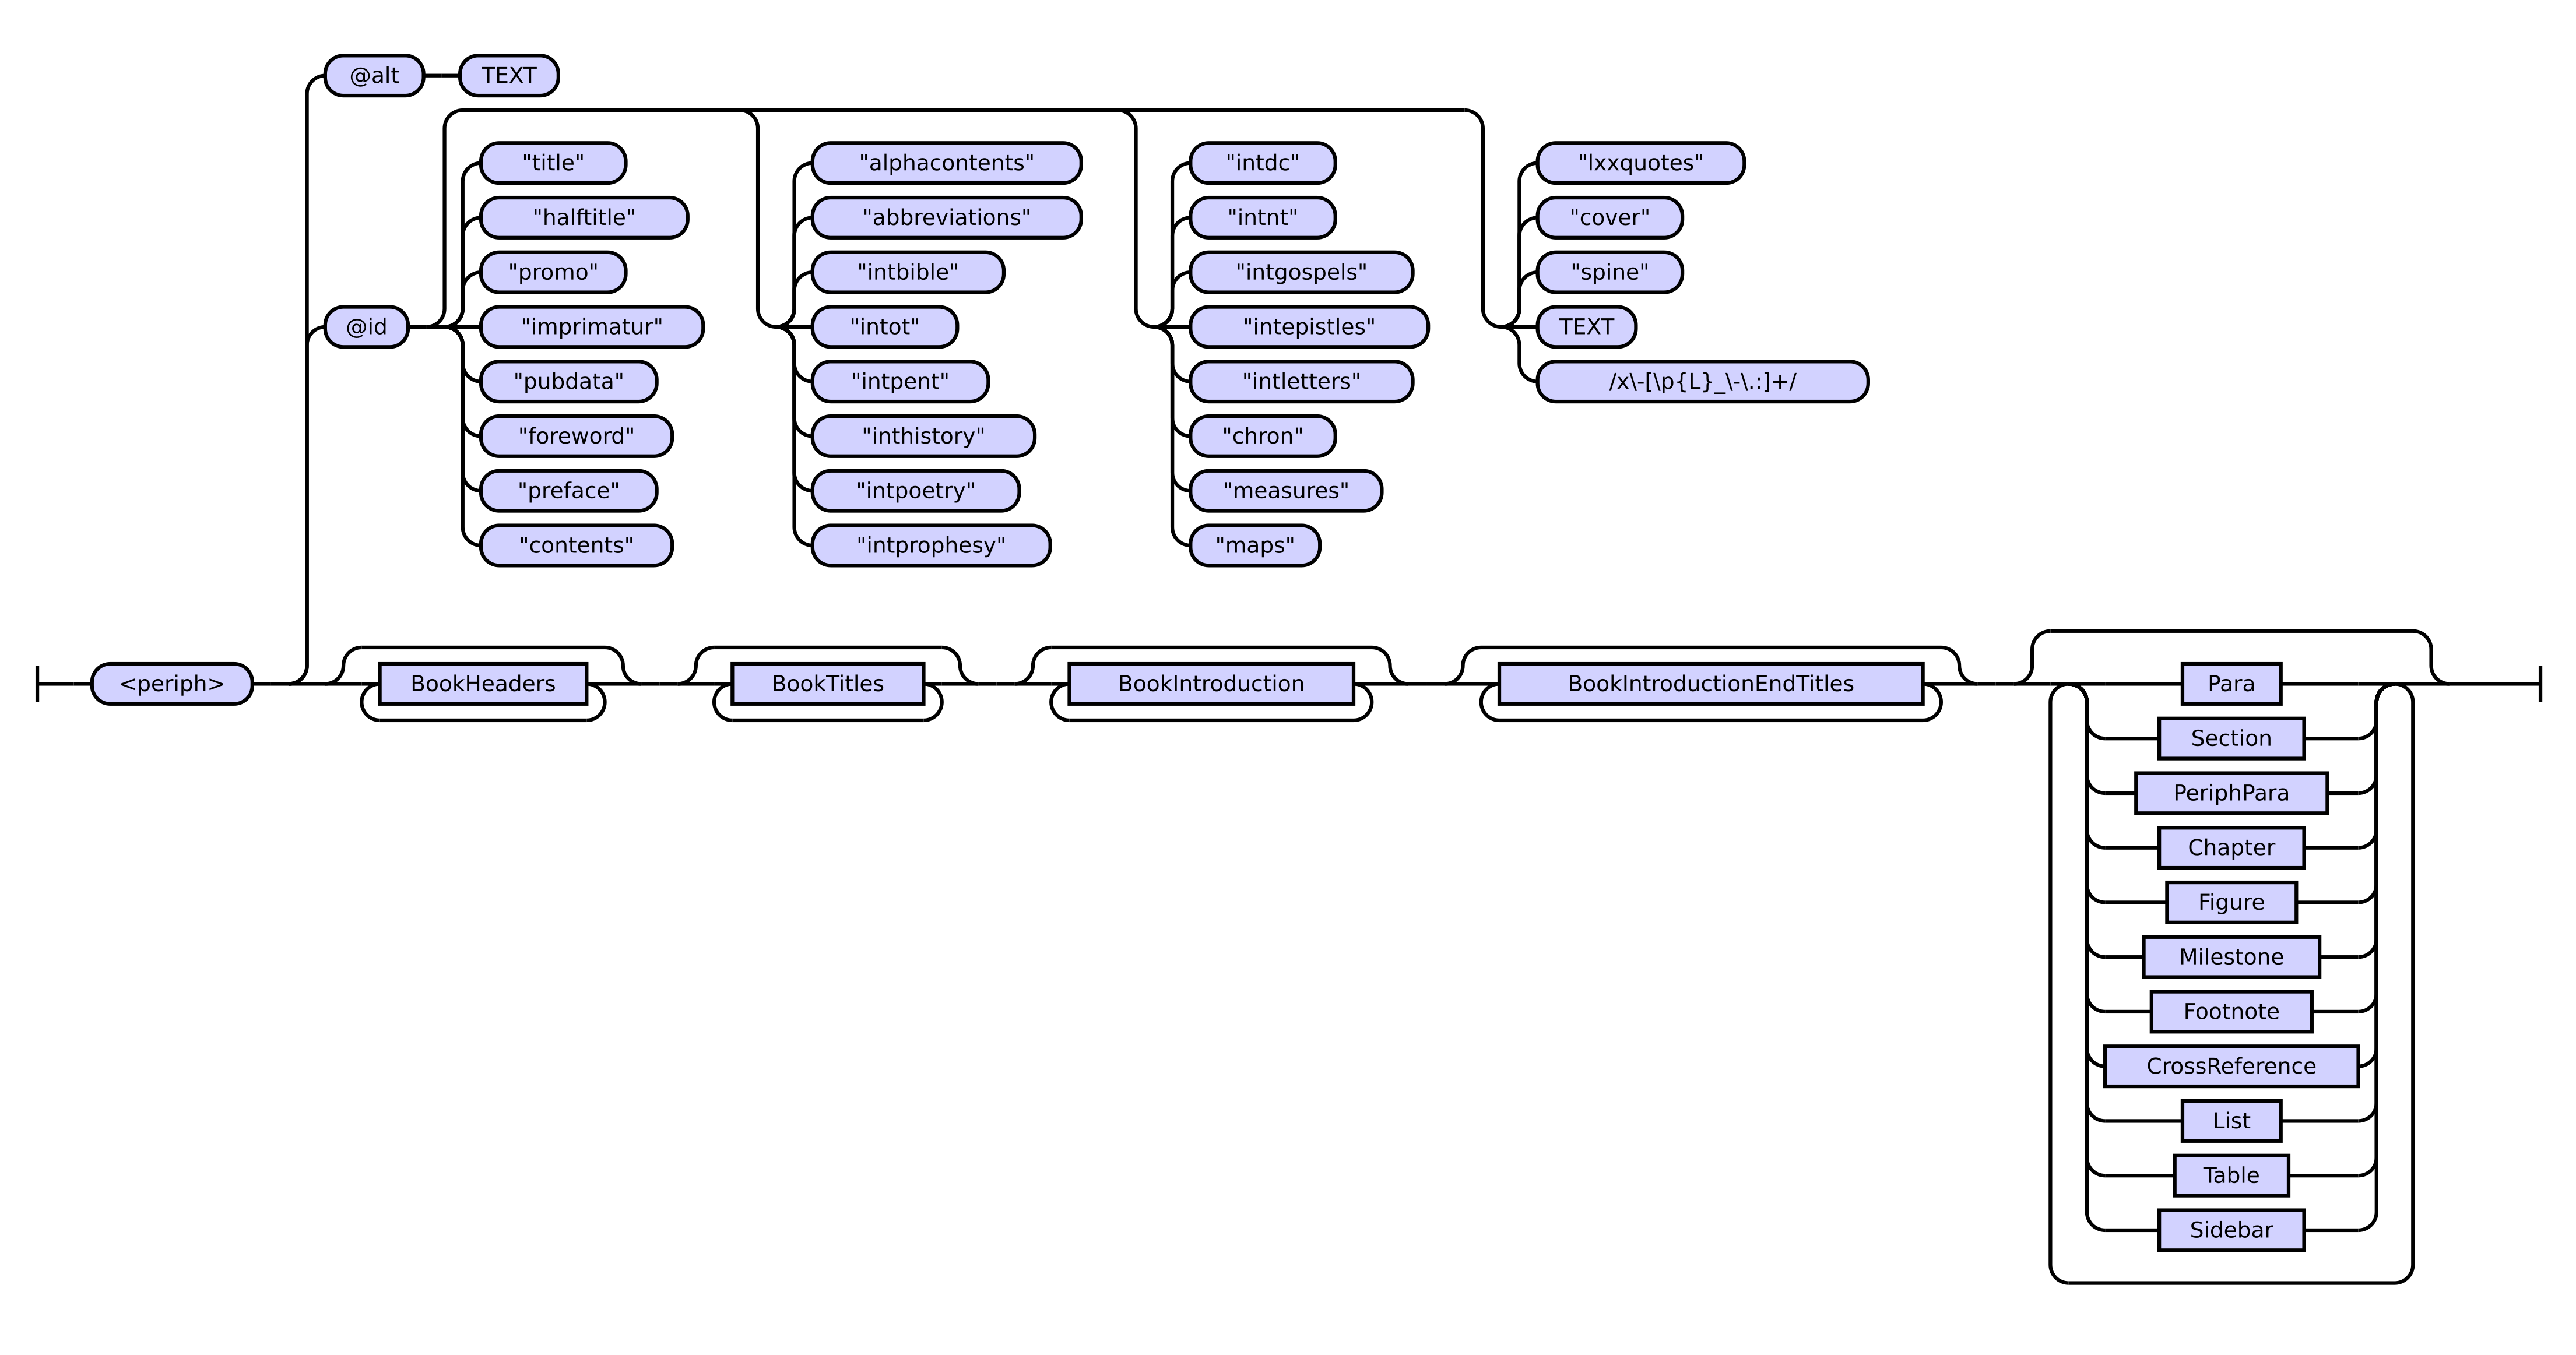 @alt
TEXT
@id
"title"
"halftitle"
"promo"
"imprimatur"
"pubdata"
"foreword"
"preface"
"contents"
"alphacontents"
"abbreviations"
"intbible"
"intot"
"intpent"
"inthistory"
"intpoetry"
"intprophesy"
"intdc"
"intnt"
"intgospels"
"intepistles"
"intletters"
"chron"
"measures"
"maps"
"lxxquotes"
"cover"
"spine"
TEXT
/x\-[\p{L}_\-\.:]+/
<periph>
BookHeaders
BookTitles
BookIntroduction
BookIntroductionEndTitles
Para
Section
PeriphPara
Chapter
Figure
Milestone
Footnote
CrossReference
List
Table
Sidebar